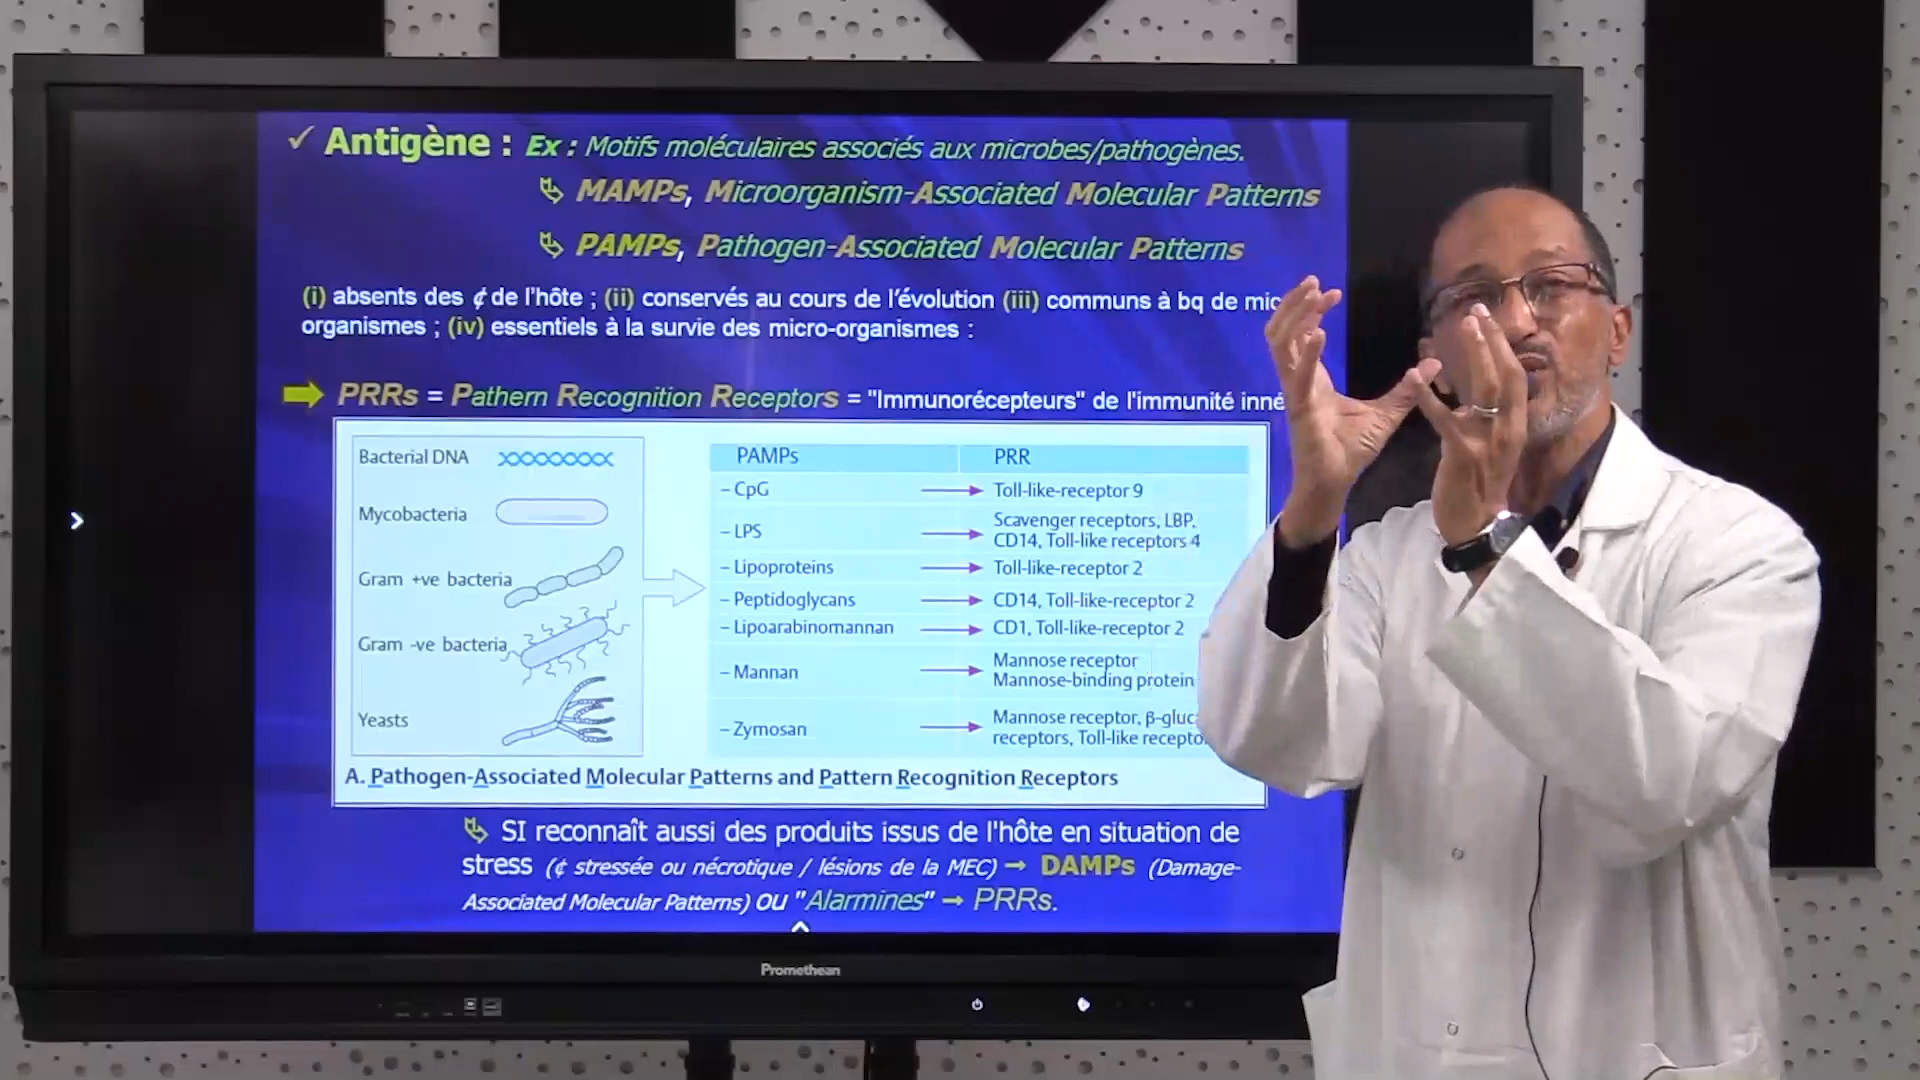 ✓ Antigène : Ex : Motifs moléculaires associés aux microbes/pathogènes.
MAMPs, Microorganism-Associated Molecular Patterns
PAMPs, Pathogen-Associated Molecular Patterns
(i) absents des ¢ de l'hôte ; (ii) conservés au cours de l'évolution (iii) communs à bq de
organismes ; (iv) essentiels à la survie des micro-organismes :
PRRs = Pathern Recognition Receptors = "Immunorécepteurs" de l'immunité
Bacterial DNA
Mycobacteria
Gram +ve bacteria
Gram -ve bacteria
Yeasts
PAMPs PRR
– CpG Toll-like-receptor 9
– LPS Scavenger receptors, LBP,
CD14, Toll-like receptors 4
– Lipoproteins Toll-like-receptor 2
– Peptidoglycans CD14, Toll-like-receptor 2
– Lipoarabinomannan CD1, Toll-like-receptor 2
– Mannan Mannose receptor
Mannose-binding protein
– Zymosan Mannose receptor,
receptors, Toll-like
A. Pathogen-Associated Molecular Patterns and Pattern Recognition Receptors
SI reconnaît aussi des produits issus de l'hôte en situation de
stress (¢ stressée ou nécrotique / lésions de la MEC) → DAMPs (Damage-
Associated Molecular Patterns) ou "Alarmines" → PRRs.
Promethean